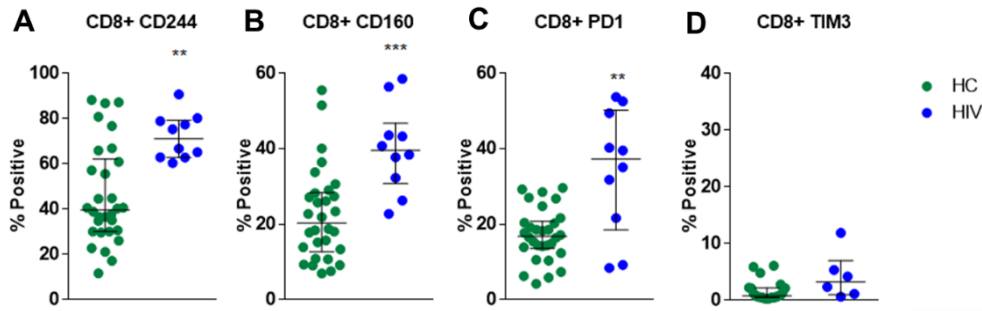 A CD8+ CD244
**
% Positive
100
80
60
40
20
0
B CD8+ CD160
***
% Positive
60
40
20
0
C CD8+ PD1
**
% Positive
60
40
20
0
D CD8+ TIM3
% Positive
40
30
20
10
0
HC
HIV